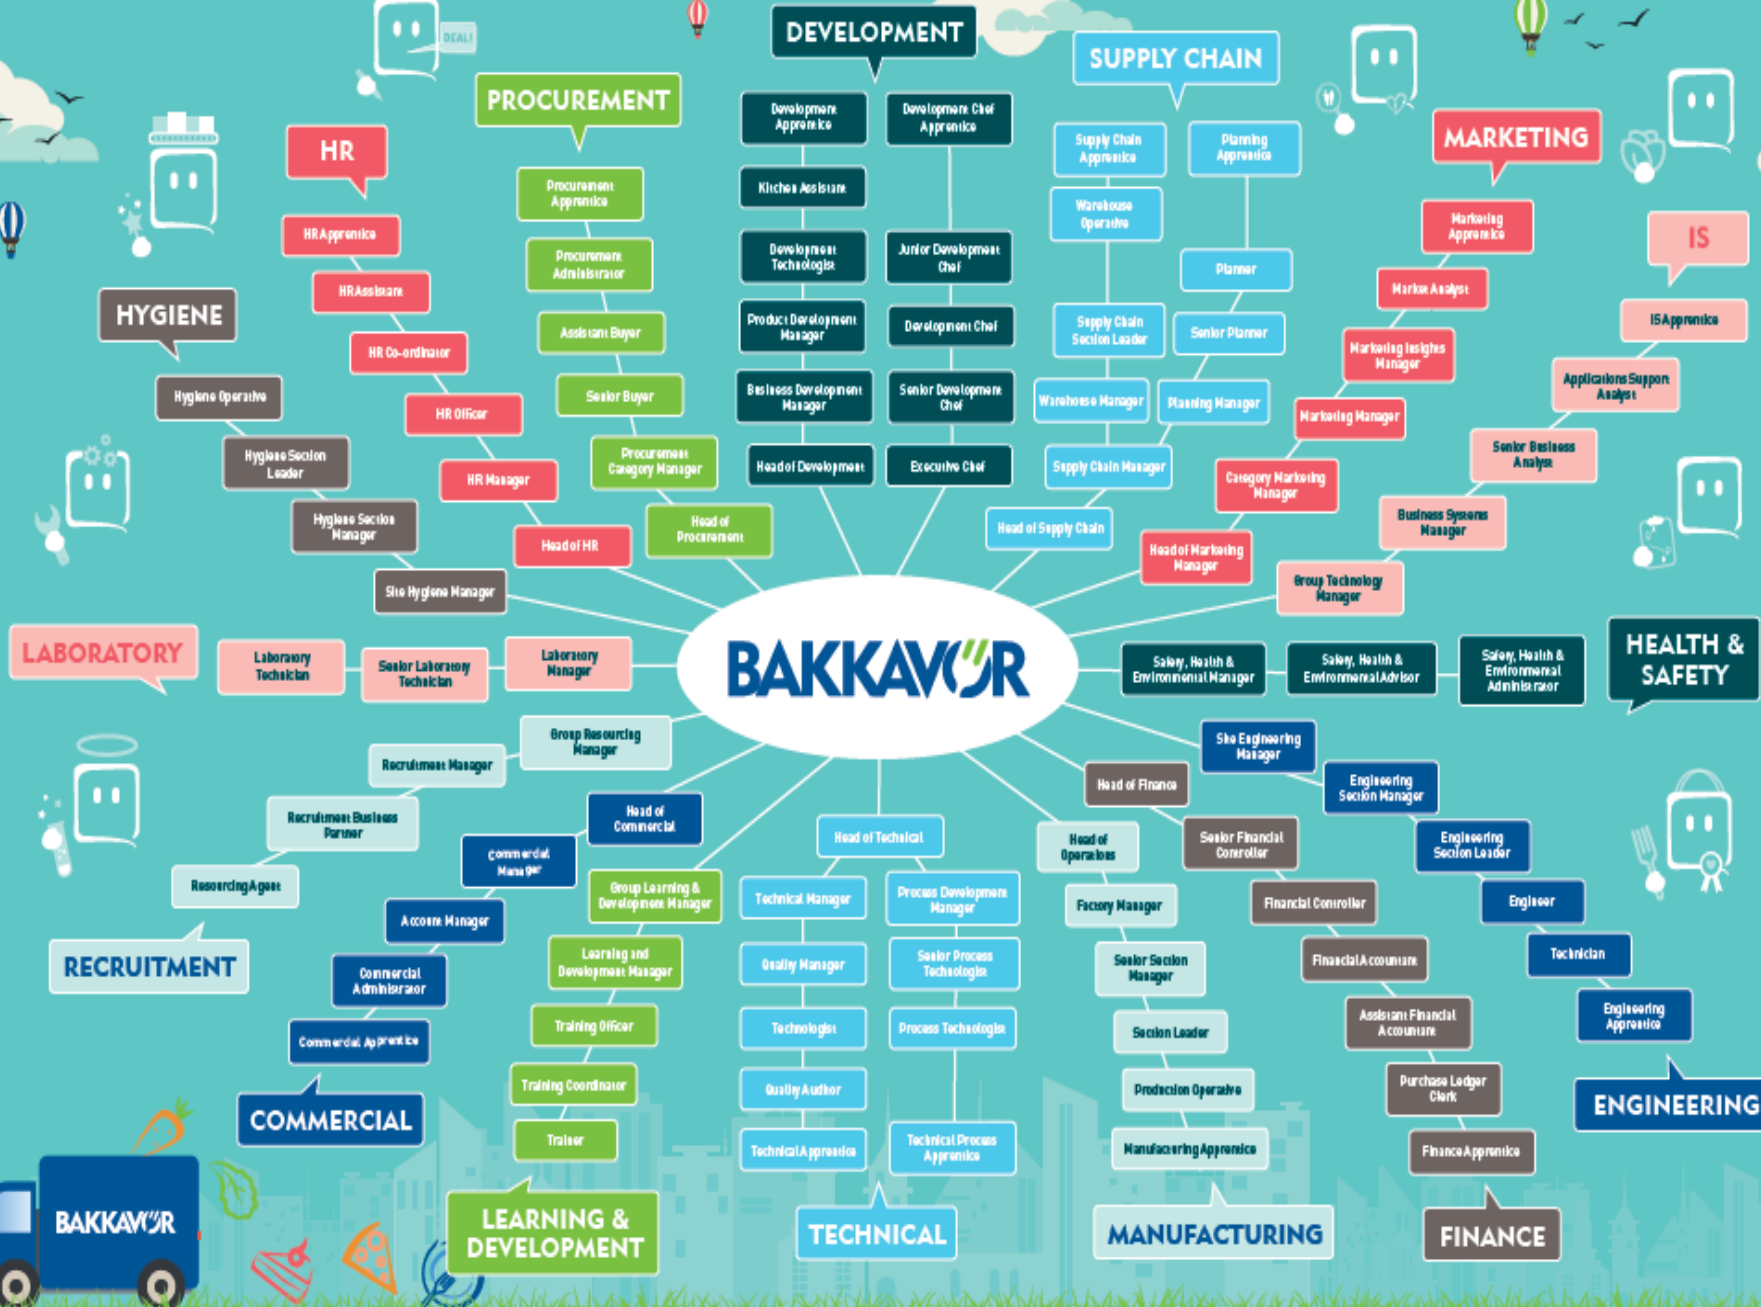 DEAL!
DEVELOPMENT
Development
Apprentice
Kitchen Assistant
Development
Technologist
Product Development
Manager
Business Development
Manager
Head of Development
Development Chef
Apprentice
Junior Development
Chef
Development Chef
Senior Development
Chef
Executive Chef
SUPPLY CHAIN
Supply Chain
Apprentice
Warehouse
Operative
Supply Chain
Section Leader
Warehouse Manager
Supply Chain Manager
Planning
Apprentice
Planner
Senior Planner
Planning Manager
Head of Supply Chain
PROCUREMENT
Procurement
Apprentice
Procurement
Administrator
Assistant Buyer
Senior Buyer
Procurement
Category Manager
Head of
Procurement
HR
HR Apprentice
HR Assistant
HR Co-ordinator
HR Officer
HR Manager
Head of HR
HYGIENE
Hygiene Operative
Hygiene Section
Leader
Hygiene Section
Manager
Site Hygiene Manager
MARKETING
Marketing
Apprentice
Market Analyst
Marketing Insights
Manager
Marketing Manager
Category Marketing
Manager
Head of Marketing
Manager
IS
IS Apprentice
Applications Support
Analyst
Senior Business
Analyst
Business Systems
Manager
Group Technology
Manager
LABORATORY
Laboratory
Technician
Senior Laboratory
Technician
Laboratory
Manager
BAKKAVÖR
Safety, Health &
Environmental Manager
Safety, Health &
Environmental Advisor
Safety, Health &
Environmental
Administrator
HEALTH &
SAFETY
Group Resourcing
Manager
Recruitment Manager
Recruitment Business
Partner
Resourcing Agent
RECRUITMENT
Head of
Commercial
Commercial
Manager
Account Manager
Commercial
Administrator
Commercial Apprentice
COMMERCIAL
Group Learning &
Development Manager
Learning and
Development Manager
Training Officer
Training Coordinator
Trainer
LEARNING &
DEVELOPMENT
Head of Technical
Technical Manager
Quality Manager
Technologist
Quality Auditor
Technical Apprentice
Process Development
Manager
Senior Process
Technologist
Process Technologist
Technical Process
Apprentice
TECHNICAL
Head of
Operations
Factory Manager
Senior Section
Manager
Section Leader
Production Operative
Manufacturing Apprentice
MANUFACTURING
Head of Finance
Senior Financial
Controller
Financial Controller
Financial Accountant
Assistant Financial
Accountant
Purchase Ledger
Clerk
Finance Apprentice
FINANCE
Site Engineering
Manager
Engineering
Section Manager
Engineering
Section Leader
Engineer
Technician
Engineering
Apprentice
ENGINEERING
BAKKAVÖR